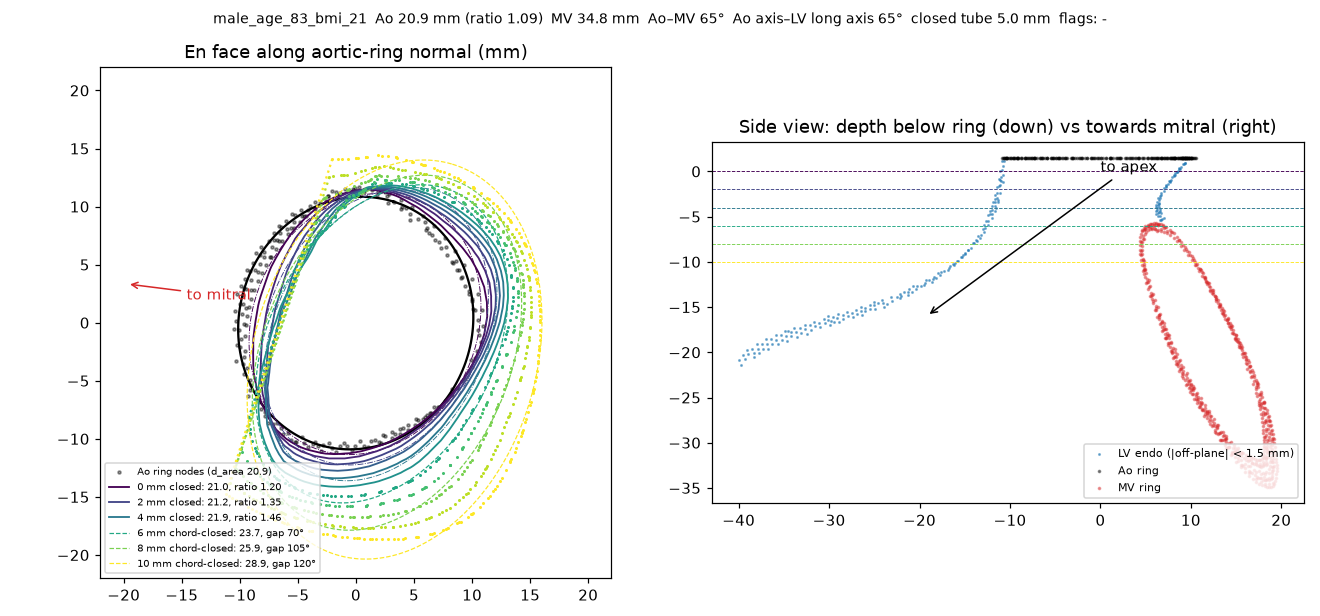 male_age_83_bmi_21  Ao 20.9 mm (ratio 1.09)  MV 34.8 mm  Ao–MV 65°  Ao axis–LV long axis 65°  closed tube 5.0 mm  flags: -
En face along aortic-ring normal (mm)
20
15
10
5
0
−5
−10
−15
−20
to mitral
Ao ring nodes (d_area 20.9)
0 mm closed: 21.0, ratio 1.20
2 mm closed: 21.2, ratio 1.35
4 mm closed: 21.9, ratio 1.46
6 mm chord-closed: 23.7, gap 70°
8 mm chord-closed: 25.9, gap 105°
10 mm chord-closed: 28.9, gap 120°
−20 −15 −10 −5 0 5 10 15 20
Side view: depth below ring (down) vs towards mitral (right)
to apex
0
−5
−10
−15
−20
−25
−30
−35
LV endo (|off-plane| < 1.5 mm)
Ao ring
MV ring
−40 −30 −20 −10 0 10 20